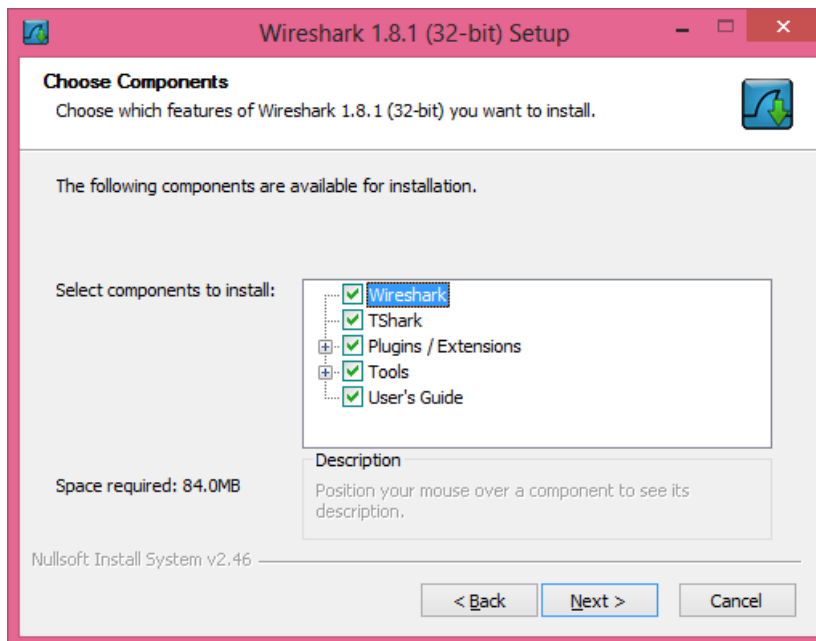 Wireshark 1.8.1 (32-bit) Setup
Choose Components
Choose which features of Wireshark 1.8.1 (32-bit) you want to install.
The following components are available for installation.
Select components to install:
Wireshark
TShark
Plugins / Extensions
Tools
User's Guide
Space required: 84.0MB
Description
Position your mouse over a component to see its
description.
Nullsoft Install System v2.46
< Back
Next >
Cancel